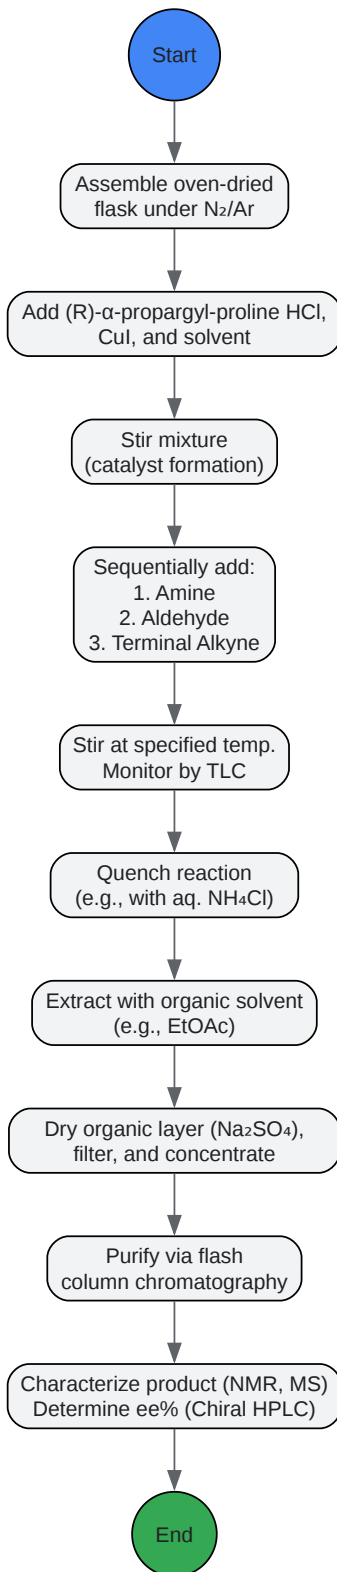 Start
Assemble oven-dried
flask under N₂/Ar
Add (R)-α-propargyl-proline HCl,
CuI, and solvent
Stir mixture
(catalyst formation)
Sequentially add:
1. Amine
2. Aldehyde
3. Terminal Alkyne
Stir at specified temp.
Monitor by TLC
Quench reaction
(e.g., with aq. NH₄Cl)
Extract with organic solvent
(e.g., EtOAc)
Dry organic layer (Na₂SO₄),
filter, and concentrate
Purify via flash
column chromatography
Characterize product (NMR, MS)
Determine ee% (Chiral HPLC)
End